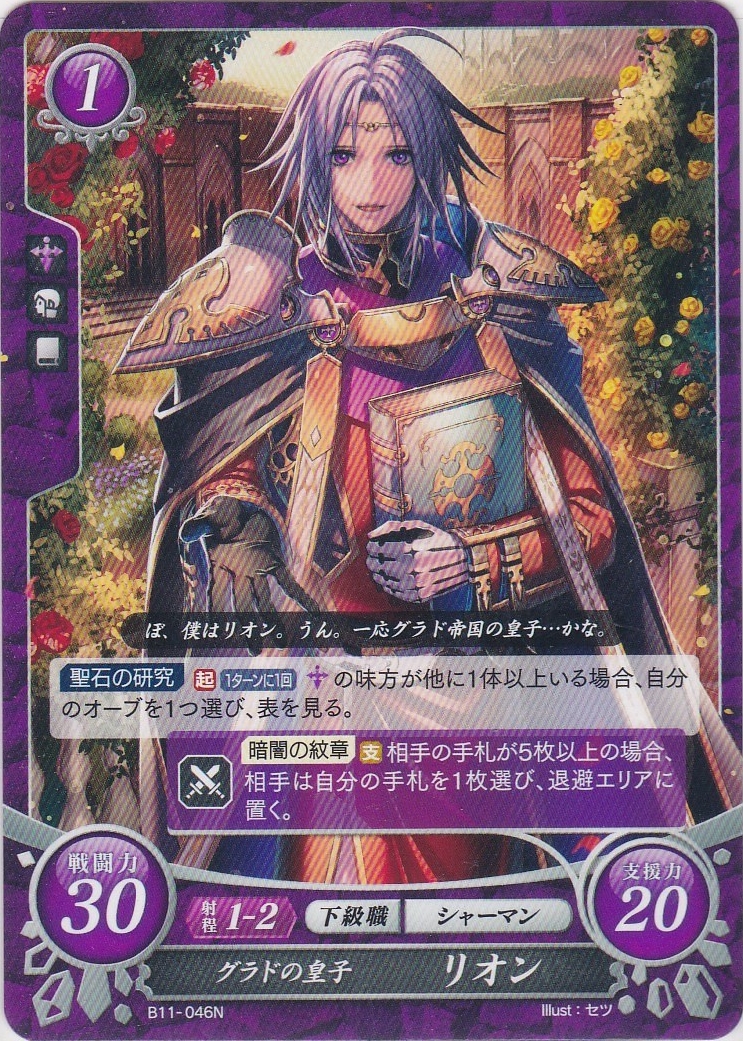 1
ぼ、僕はリオン。うん。一応グラド帝国の皇子…かな。
聖石の研究 起 1ターンに1回 の味方が他に1体以上いる場合、自分
のオーブを1つ選び、表を見る。
暗闇の紋章 支 相手の手札が5枚以上の場合、
相手は自分の手札を1枚選び、退避エリアに
置く。
戦闘力
30
射程 1-2 下級職 シャーマン
支援力
20
グラドの皇子 リオン
B11-046N Illust：セツ